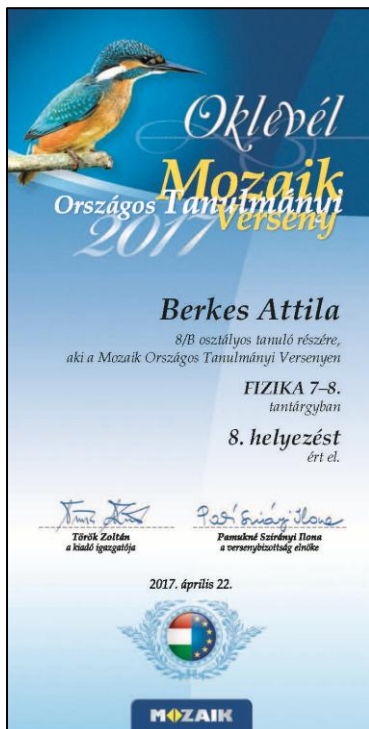 Oklevél
Mozaik
Országos Tanulmányi
2017 Verseny
Berkes Attila
8/B osztályos tanuló részére,
aki a Mozaik Országos Tanulmányi Versenyen
FIZIKA 7–8.
tantárgyban
8. helyezést
ért el.
Török Zoltán
a kiadó igazgatója
Pamukné Szirányi Ilona
a versenybizottság elnöke
2017. április 22.
MOZAIK